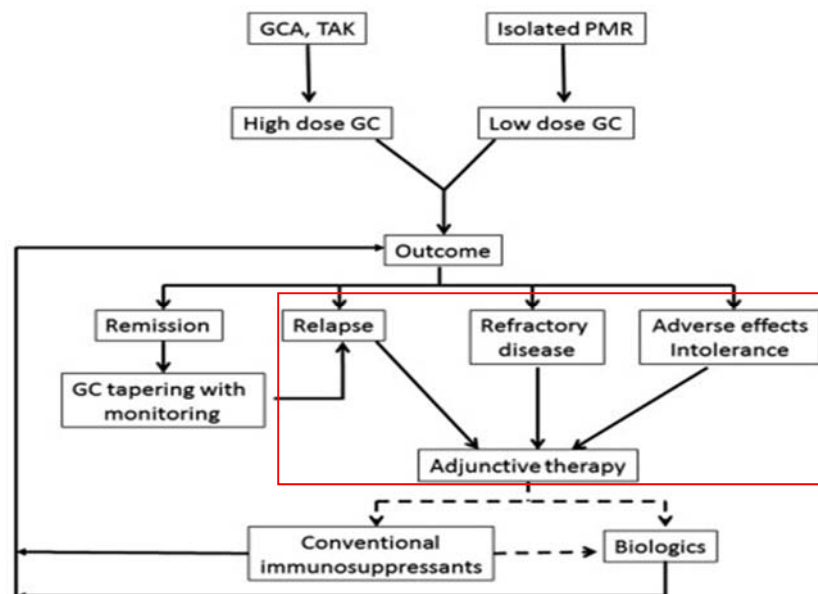 GCA, TAK
Isolated PMR
High dose GC
Low dose GC
Outcome
Remission
Relapse
Refractory
disease
Adverse effects
Intolerance
GC tapering with
monitoring
Adjunctive therapy
Conventional
immunosuppressants
Biologics